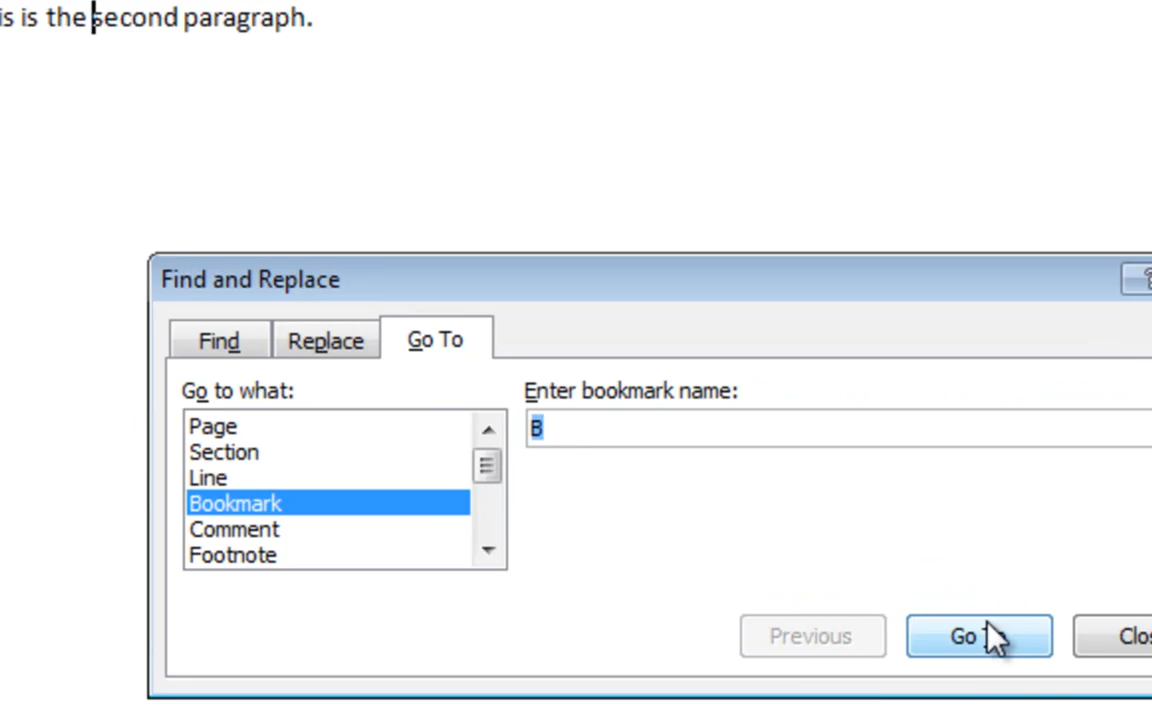 is is the second paragraph.
Find and Replace
Find Replace Go To
Go to what: Enter bookmark name:
Page B
Section
Line
Bookmark
Comment
Footnote
Previous Go